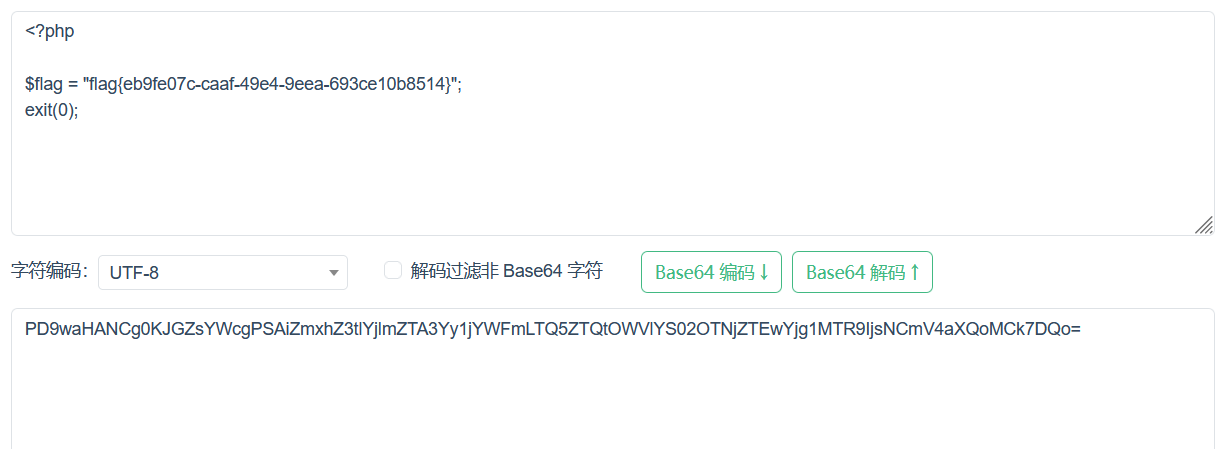 <?php
$flag = "flag{eb9fe07c-caaf-49e4-9eea-693ce10b8514}";
exit(0);
字符编码： UTF-8 解码过滤非 Base64 字符 Base64 编码↓ Base64 解码↑
PD9waHANCg0KJGZsYWcgPSAiZmxhZ3tlYjlmZTA3Yy1jYWFmLTQ5ZTQtOWVlYS02OTNjZTEwYjg1MTR9IjsNCmV4aXQoMCk7DQo=